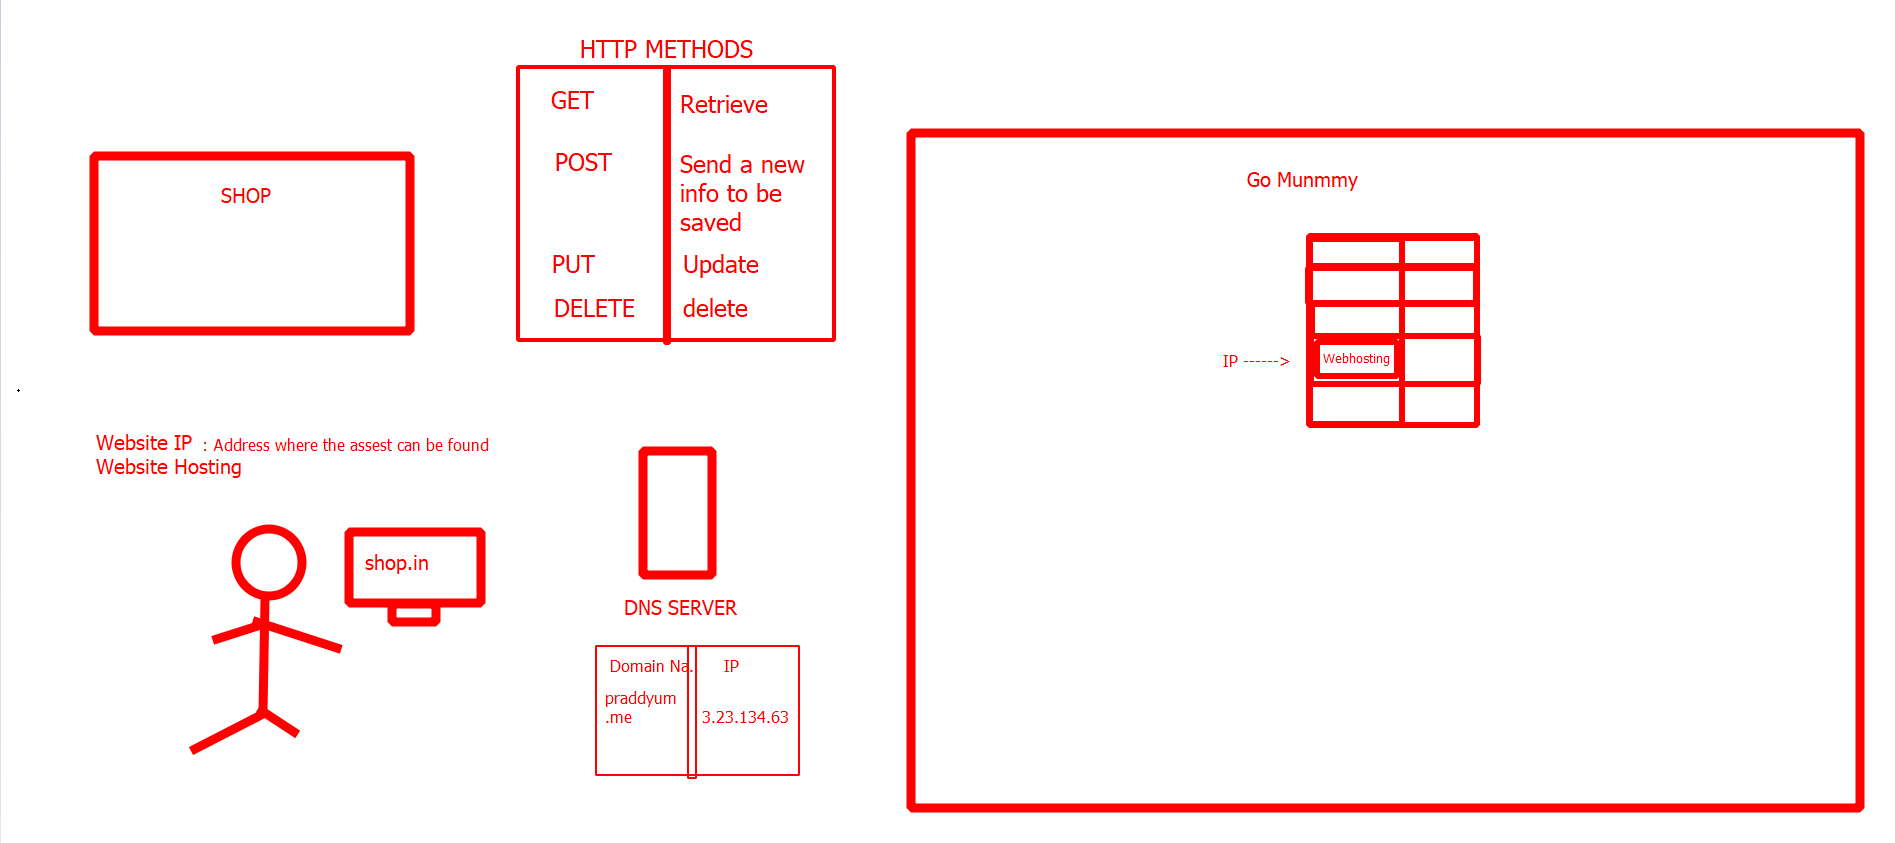 HTTP METHODS
GET
Retrieve
POST
Send a new
info to be
saved
PUT
Update
DELETE
delete
SHOP
Go Munmmy
IP ------>
Webhosting
Website IP : Address where the assest can be found
Website Hosting
shop.in
DNS SERVER
Domain Na.
IP
praddyum
.me
3.23.134.63